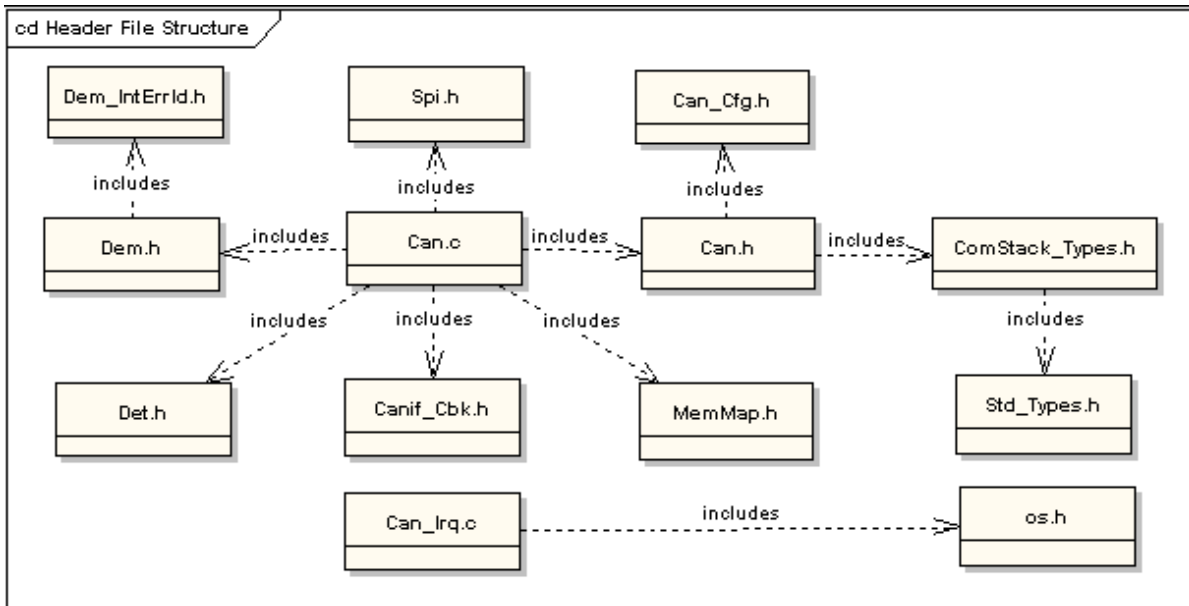 cd Header File Structure
Dem_IntErrId.h
Spi.h
Can_Cfg.h
includes
includes
includes
Dem.h
includes
Can.c
includes
Can.h
includes
ComStack_Types.h
includes
includes
includes
includes
Det.h
Canif_Cbk.h
MemMap.h
Std_Types.h
Can_Irq.c
includes
os.h